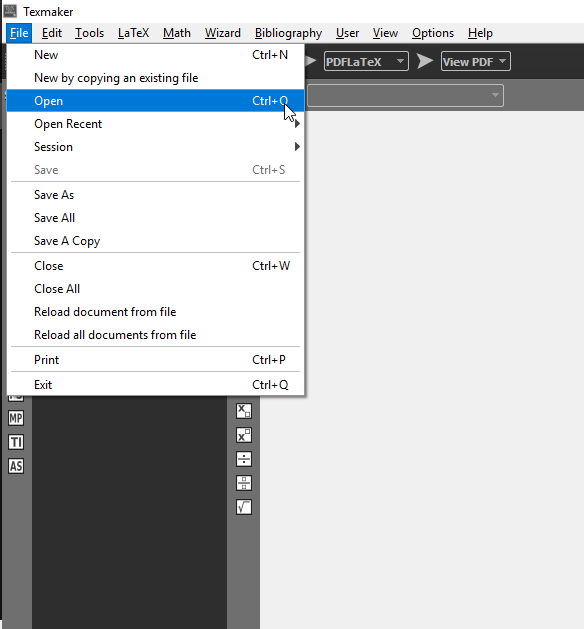 Texmaker
File Edit Tools LaTeX Math Wizard Bibliography User View Options Help
PDFLaTeX View PDF
New Ctrl+N
New by copying an existing file
Open Ctrl+O
Open Recent
Session
Save Ctrl+S
Save As
Save All
Save A Copy
Close Ctrl+W
Close All
Reload document from file
Reload all documents from file
Print Ctrl+P
Exit Ctrl+Q
MP
TI
AS